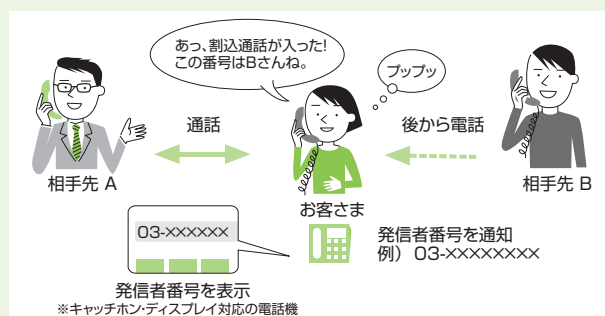 あっ、割込通話が入った!
この番号はBさんね。
プップッ
通話
後から電話
相手先 A
お客さま
相手先 B
03-××××××
発信者番号を通知
例) 03-××××××××
発信者番号を表示
※キャッチホン・ディスプレイ対応の電話機